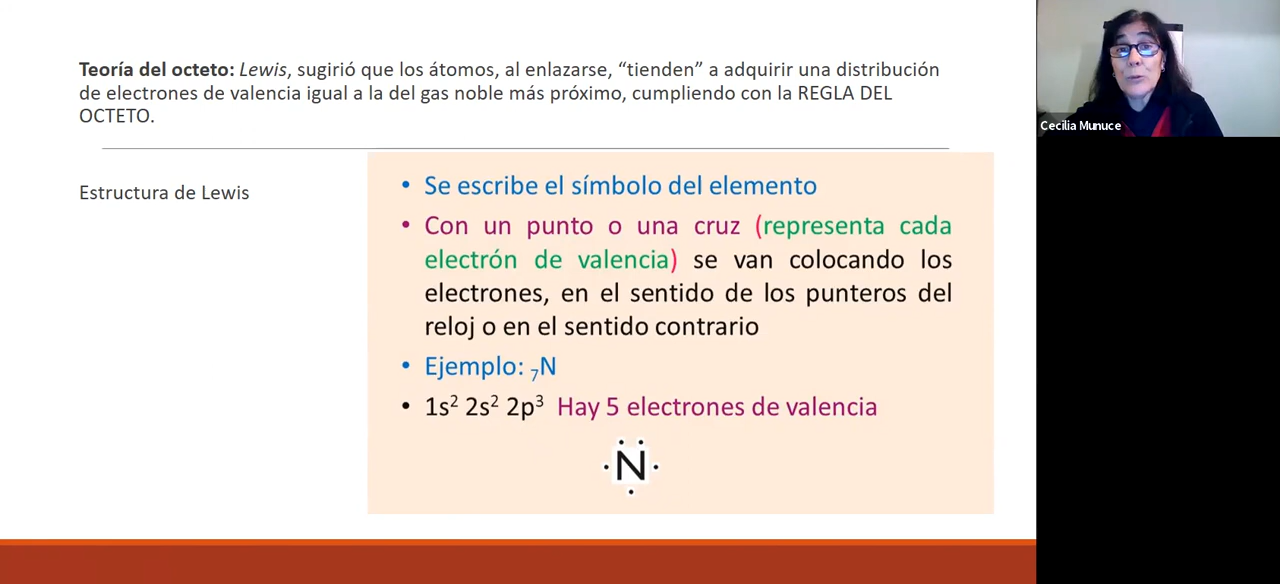 Teoría del octeto: Lewis, sugirió que los átomos, al enlazarse, “tienden” a adquirir una distribución
de electrones de valencia igual a la del gas noble más próximo, cumpliendo con la REGLA DEL
OCTETO.
Estructura de Lewis
• Se escribe el símbolo del elemento
• Con un punto o una cruz (representa cada
electrón de valencia) se van colocando los
electrones, en el sentido de los punteros del
reloj o en el sentido contrario
• Ejemplo: ₇N
• 1s² 2s² 2p³ Hay 5 electrones de valencia
N
Cecilia Munuce